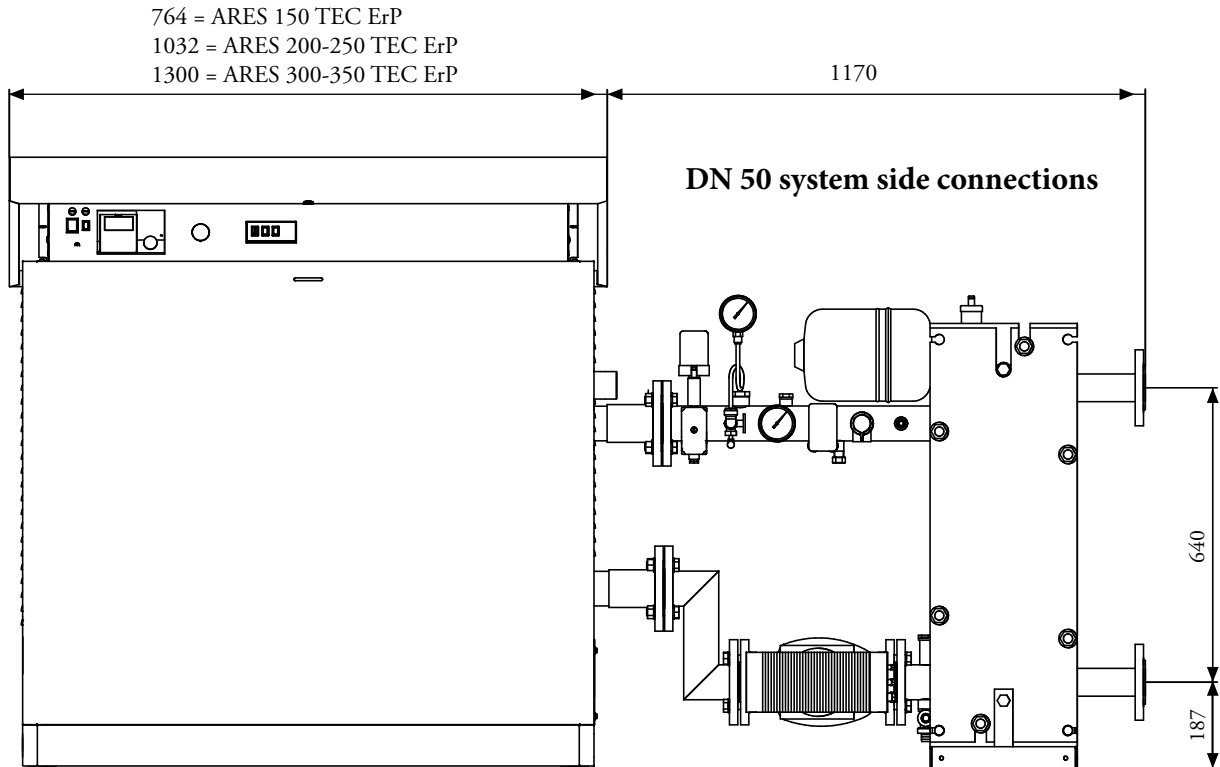 764 = ARES 150 TEC ErP
1032 = ARES 200-250 TEC ErP
1300 = ARES 300-350 TEC ErP
1170
DN 50 system side connections
640
187